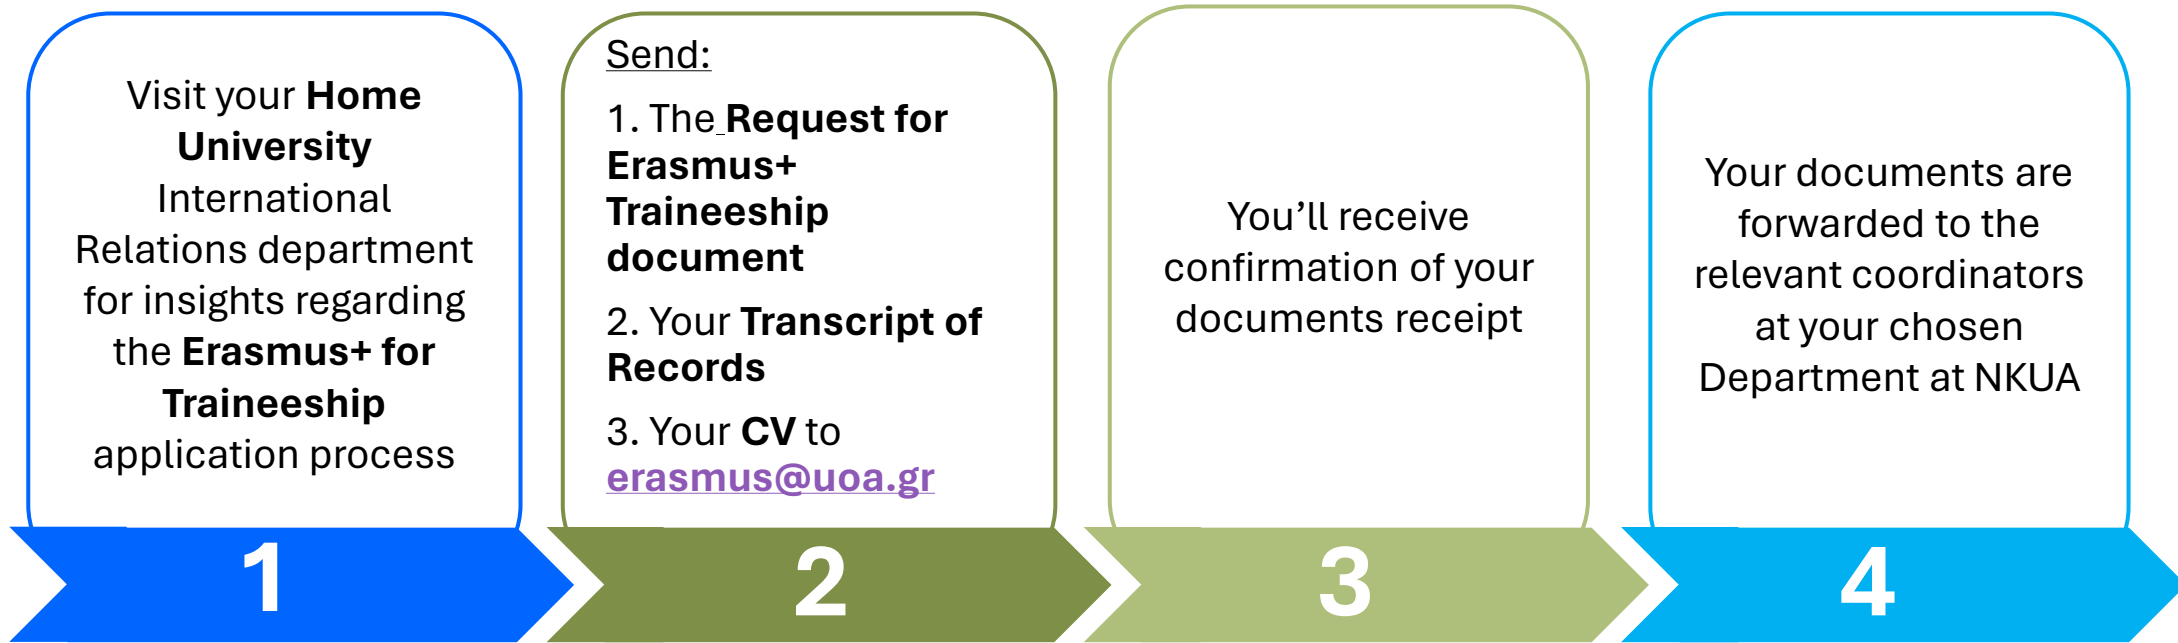 Visit your Home
University
International
Relations department
for insights regarding
the Erasmus+ for
Traineeship
application process
1
Send:
1. The Request for
Erasmus+
Traineeship
document
2. Your Transcript of
Records
3. Your CV to
erasmus@uoa.gr
2
You’ll receive
confirmation of your
documents receipt
3
Your documents are
forwarded to the
relevant coordinators
at your chosen
Department at NKUA
4